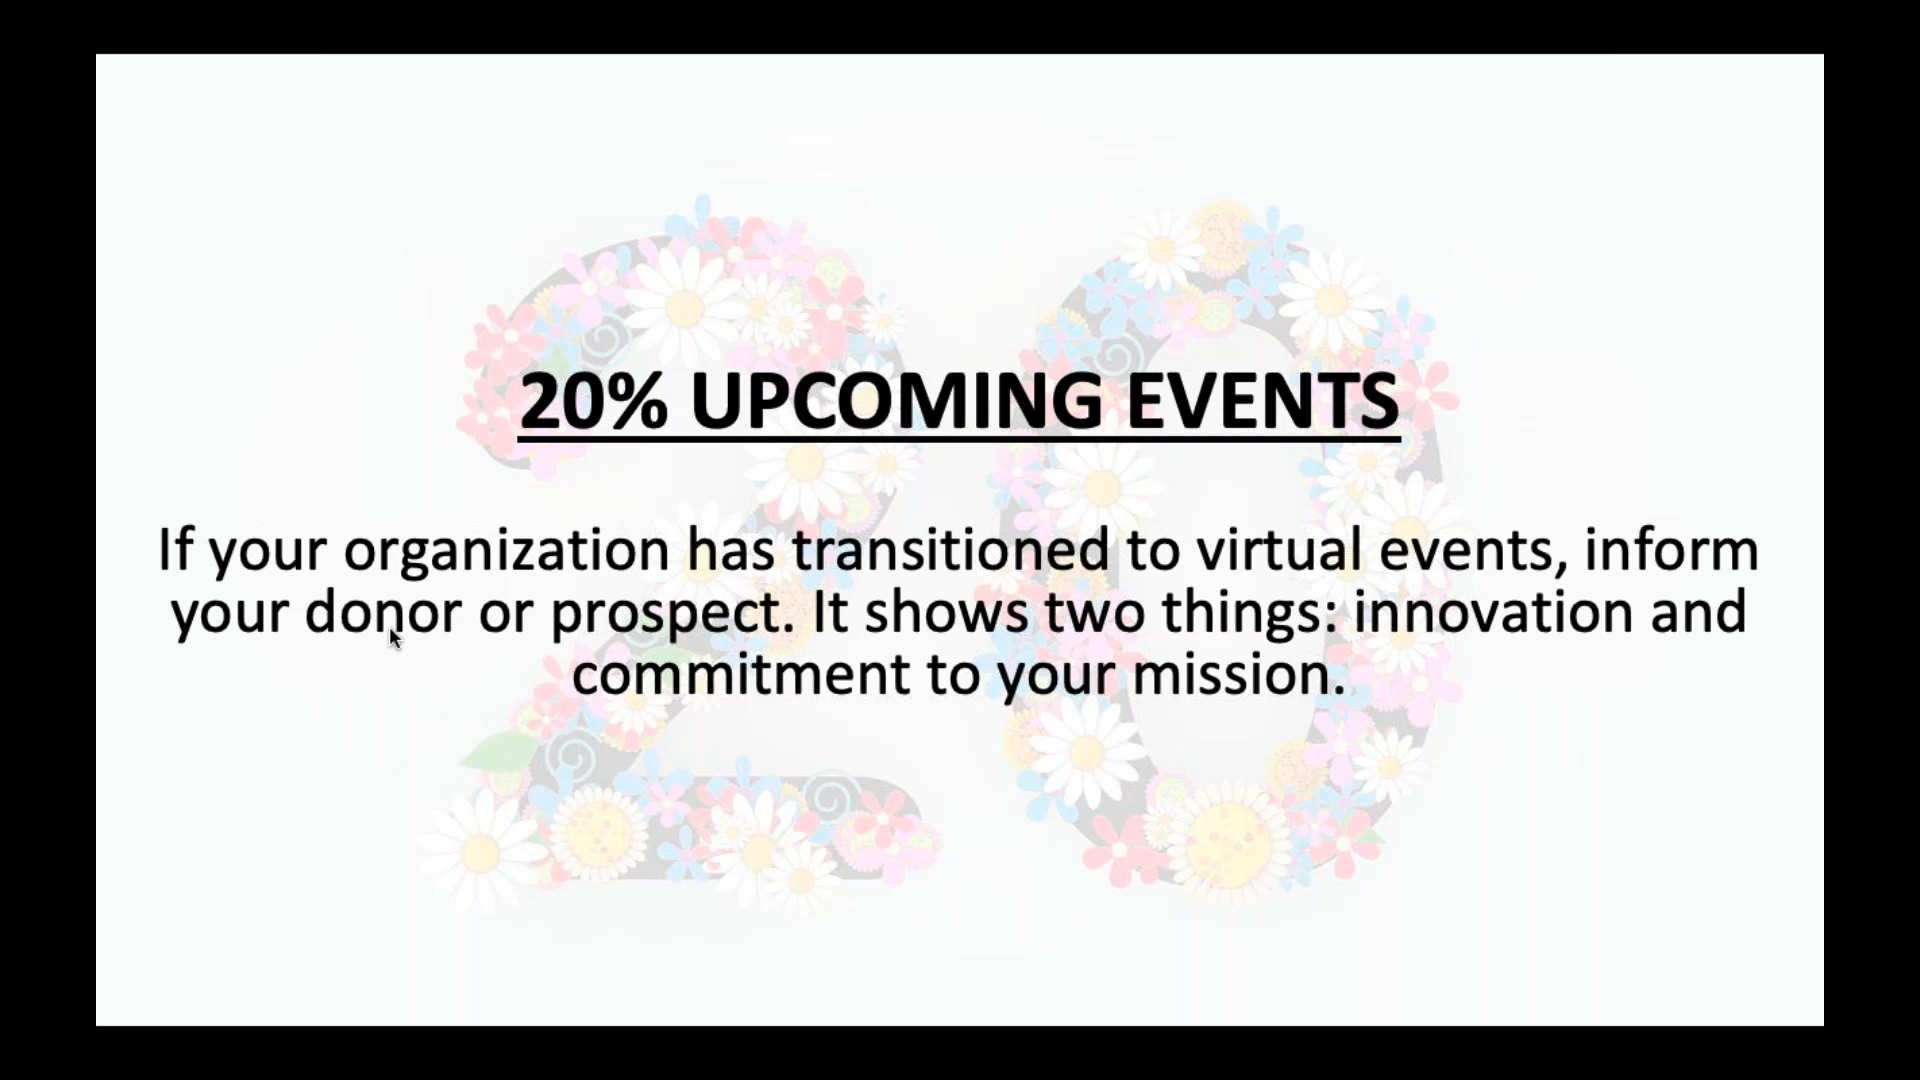 20% UPCOMING EVENTS
If your organization has transitioned to virtual events, inform
your donor or prospect. It shows two things: innovation and
commitment to your mission.